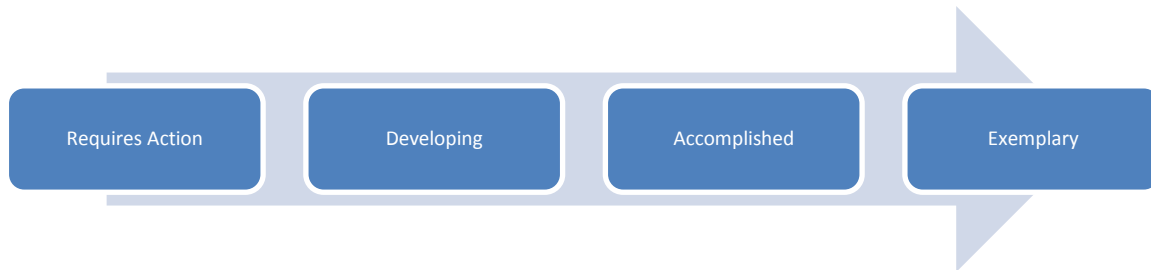 Requires Action
Developing
Accomplished
Exemplary